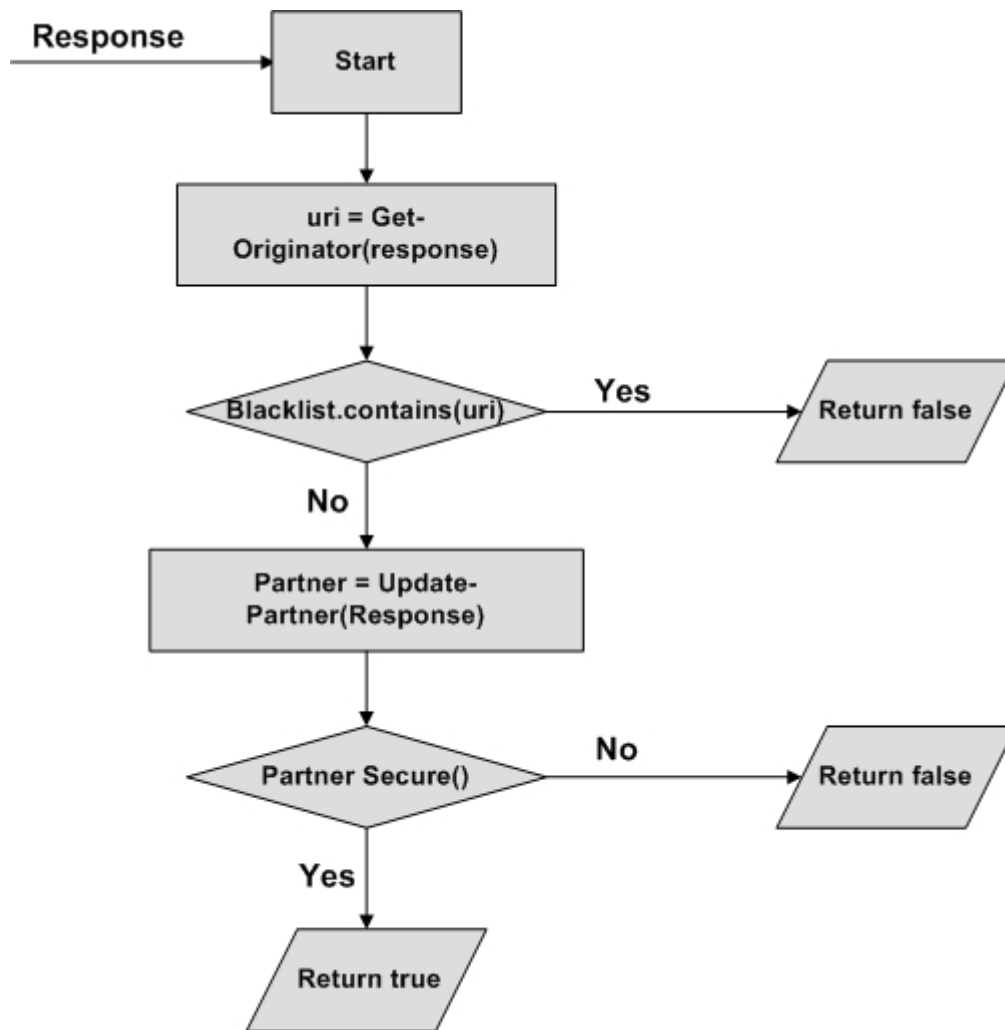 Response
Start
uri = Get-
Originator(response)
Blacklist.contains(uri)
Yes
Return false
No
Partner = Update-
Partner(Response)
Partner Secure()
No
Return false
Yes
Return true